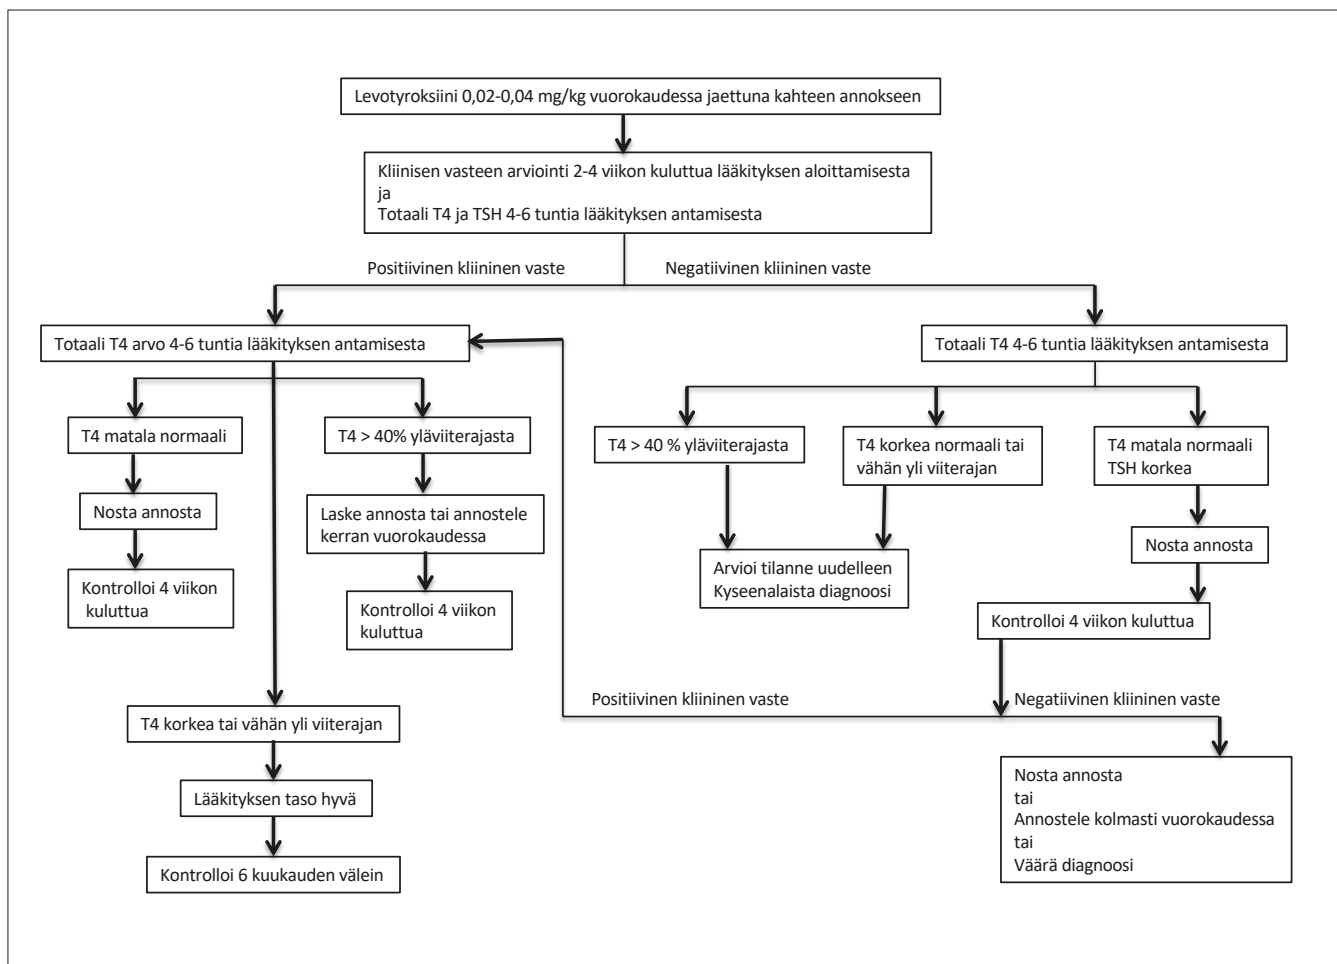 Levotyroksiini 0,02-0,04 mg/kg vuorokaudessa jaettuna kahteen annokseen
Kliinisen vasteen arviointi 2-4 viikon kuluttua lääkityksen aloittamisesta
ja
Totaali T4 ja TSH 4-6 tuntia lääkityksen antamisesta
Positiivinen kliininen vaste
Negatiivinen kliininen vaste
Totaali T4 arvo 4-6 tuntia lääkityksen antamisesta
Totaali T4 4-6 tuntia lääkityksen antamisesta
T4 matala normaali
T4 > 40% yläviiterajasta
Nosta annosta
Laske annosta tai annostele
kerran vuorokaudessa
Kontrolloi 4 viikon
kuluttua
Kontrolloi 4 viikon
kuluttua
T4 > 40 % yläviiterajasta
T4 korkea normaali tai
vähän yli viiterajan
T4 matala normaali
TSH korkea
Arvioi tilanne uudelleen
Kyseenalaista diagnoosi
Nosta annosta
Kontrolloi 4 viikon kuluttua
Positiivinen kliininen vaste
Negatiivinen kliininen vaste
T4 korkea tai vähän yli viiterajan
Lääkityksen taso hyvä
Kontrolloi 6 kuukauden välein
Nosta annosta
tai
Annostele kolmasti vuorokaudessa
tai
Väärä diagnoosi